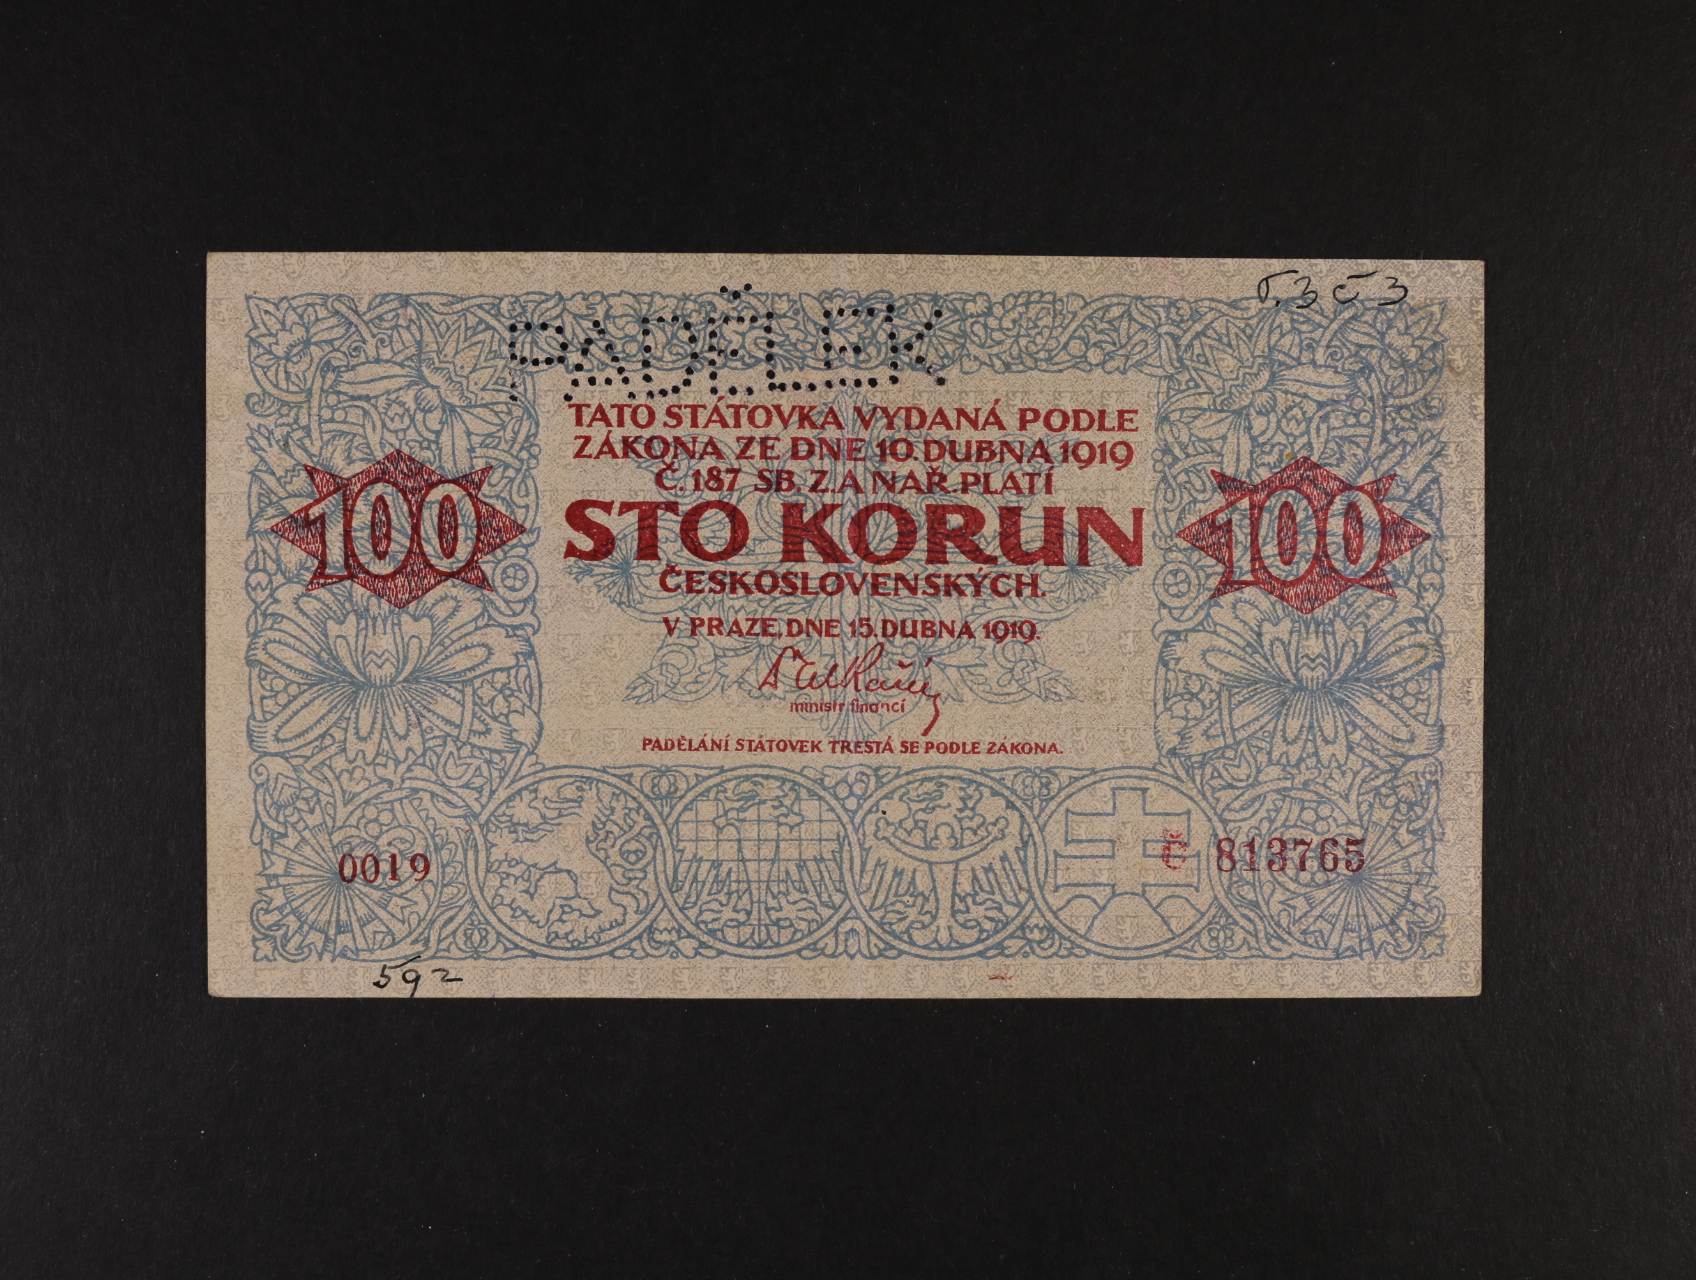 PADĚLEK
TATO STÁTOVKA VYDANÁ PODLE
ZÁKONA ZE DNE 10. DUBNA 1919
Č. 187 SB. Z. A NAŘ. PLATÍ
100 STO KORUN 100
ČESKOSLOVENSKÝCH.
V PRAZE, DNE 15. DUBNA 1919.
ministr financí
PADĚLÁNÍ STÁTOVEK TRESTÁ SE PODLE ZÁKONA.
0019 Č 813765
592